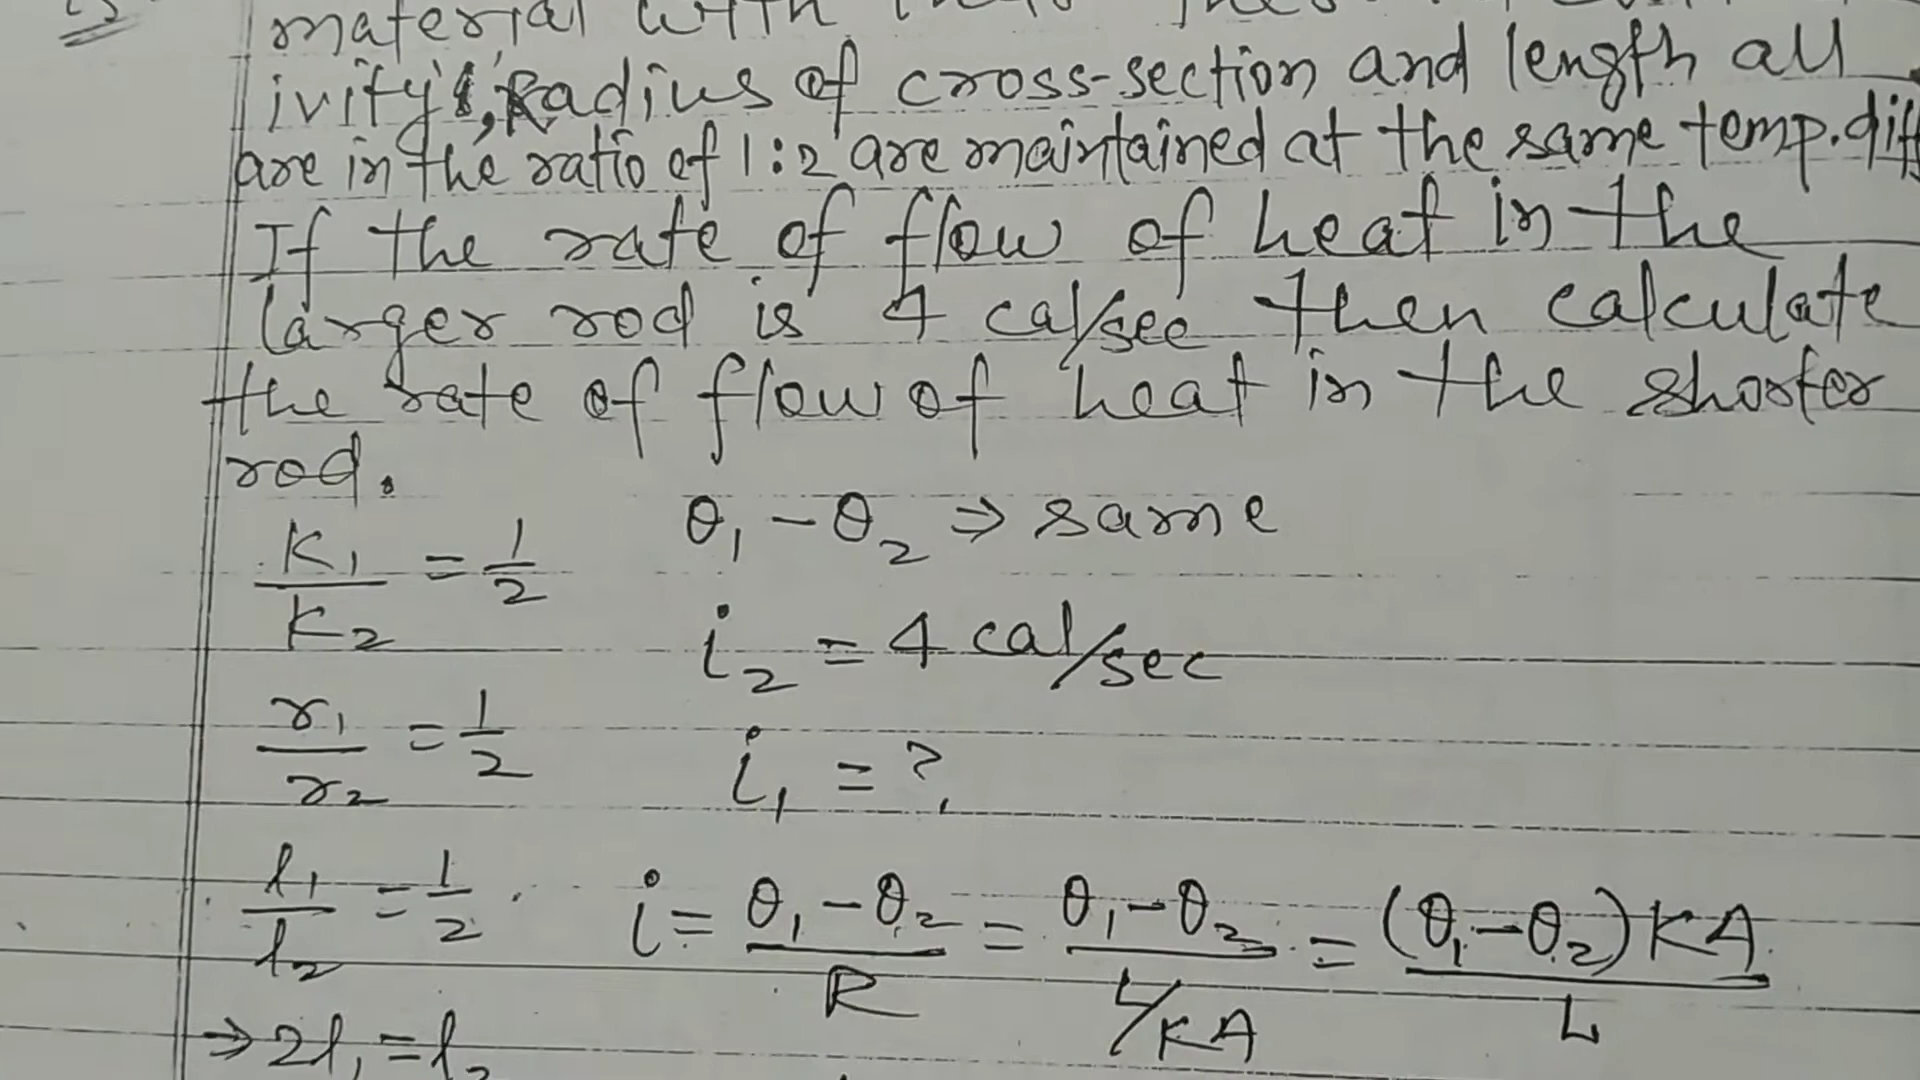 material with
ivity's, Radius of cross-section and length all
are in the ratio of 1:2 are maintained at the same temp. diff
If the rate of flow of heat in the
larger rod is 4 cal/sec then calculate
the rate of flow of heat in the shorter
rod.
K1/K2 = 1/2
θ1 - θ2 ⇒ same
i2 = 4 cal/sec
r1/r2 = 1/2
i1 = ?
l1/l2 = 1/2
i = θ1 - θ2 / R = θ1 - θ2 / L/KA = (θ1 - θ2) KA / L
⇒ 2l1 = l2